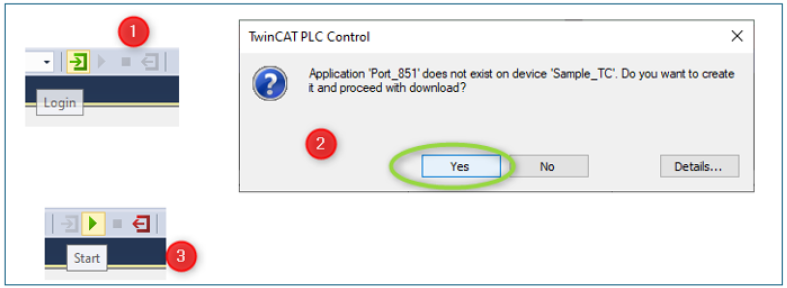 1
Login
TwinCAT PLC Control
Application 'Port_851' does not exist on device 'Sample_TC'. Do you want to create
it and proceed with download?
2
Yes
No
Details...
Start
3